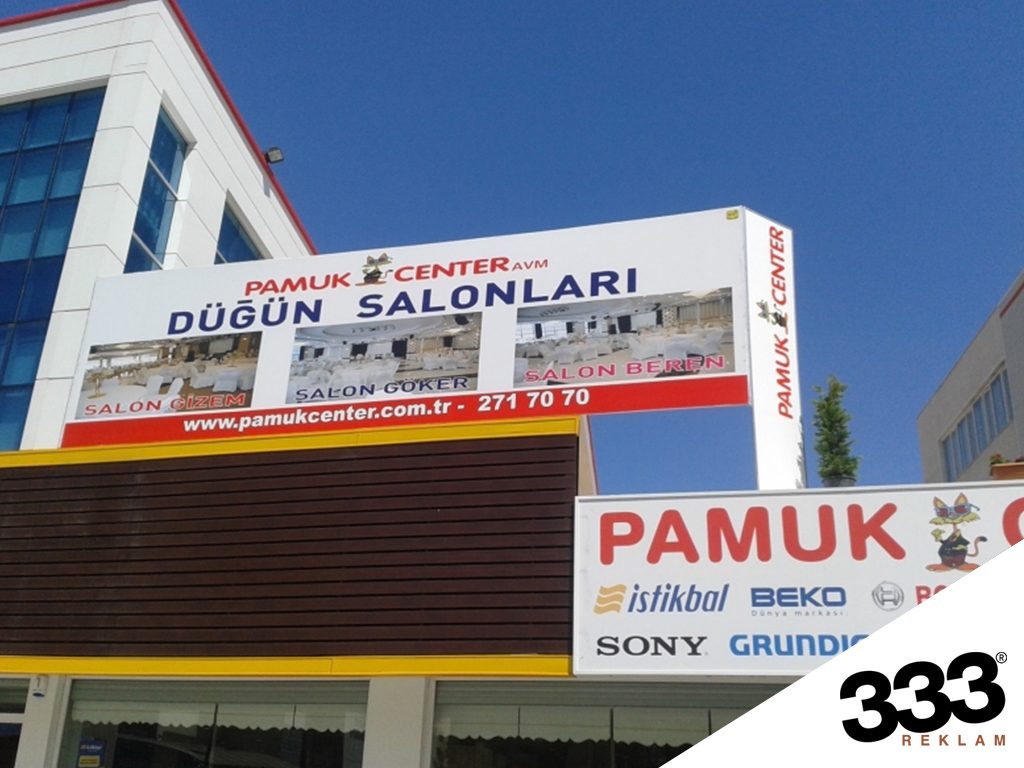 PAMUK CENTER AVM
DÜĞÜN SALONLARI
SALON GİZEM
SALON GÖKER
SALON BEREN
www.pamukcenter.com.tr - 271 70 70
PAMUK CENTER
PAMUK C
istikbal
BEKO
Dünya markası.
SONY
GRUNDIG
333®
REKLAM